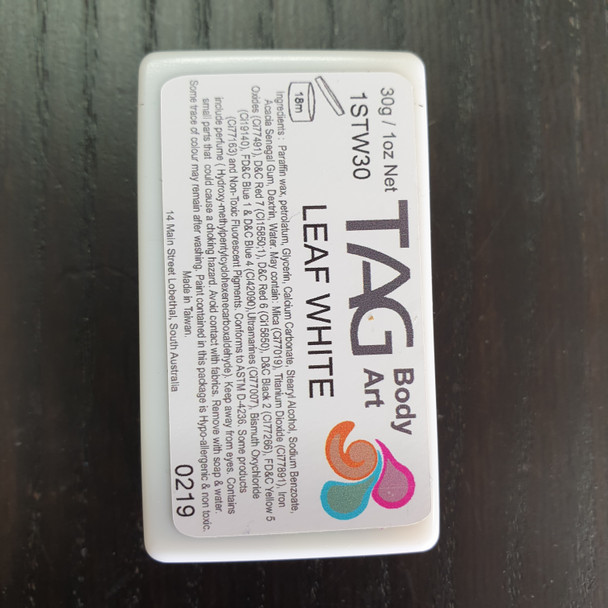 30g / 1oz Net
1STW30
18m
TAG
Body
Art
LEAF WHITE
Ingredients : Paraffin wax, petrolatum, Glycerin, Calcium Carbonate, Stearyl Alcohol, Sodium Benzoate,
Acacia Senegal Gum, Dextrin, Water. May contain: Mica (Ci77019), Titanium Dioxide (Ci77891), Iron
Oxides (Ci77491), D&C Red 7 (Ci15850:1), D&C Red 6 (Ci15850), D&C Black 2 (Ci77266), FD&C Yellow 5
(Ci19140), FD&C Blue 1 & D&C Blue 4 (Ci42090),Ultramarines (Ci77007), Bismuth Oxychloride
(Ci77163) and Non-Toxic Fluorescent Pigments. Conforms to ASTM D-4236. Some products
include perfume ( Hydroxy-methylpentylcyclohexenecarboxaldehyde). Keep away from eyes. Contains
small parts that could cause a choking hazard. Avoid contact with fabrics. Remove with soap & water.
Some trace of colour may remain after washing. Paint contained in this package is Hypo-allergenic & non toxic.
Made in Taiwan.
14 Main Street Lobethal, South Australia
0219